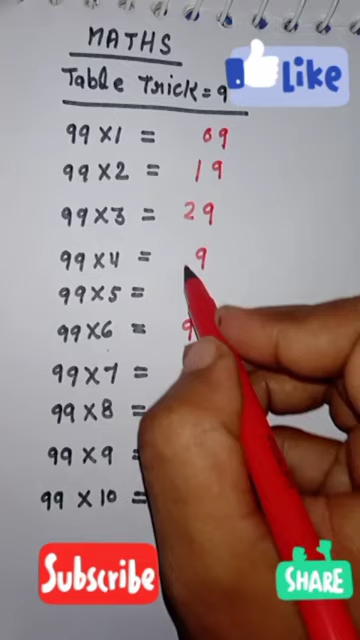 MATHS
Table Trick = 9
Like
99 × 1 = 09
99 × 2 = 19
99 × 3 = 29
99 × 4 = 9
99 × 5 =
99 × 6 = 9
99 × 7 =
99 × 8 =
99 × 9 =
99 × 10 =
Subscribe
SHARE